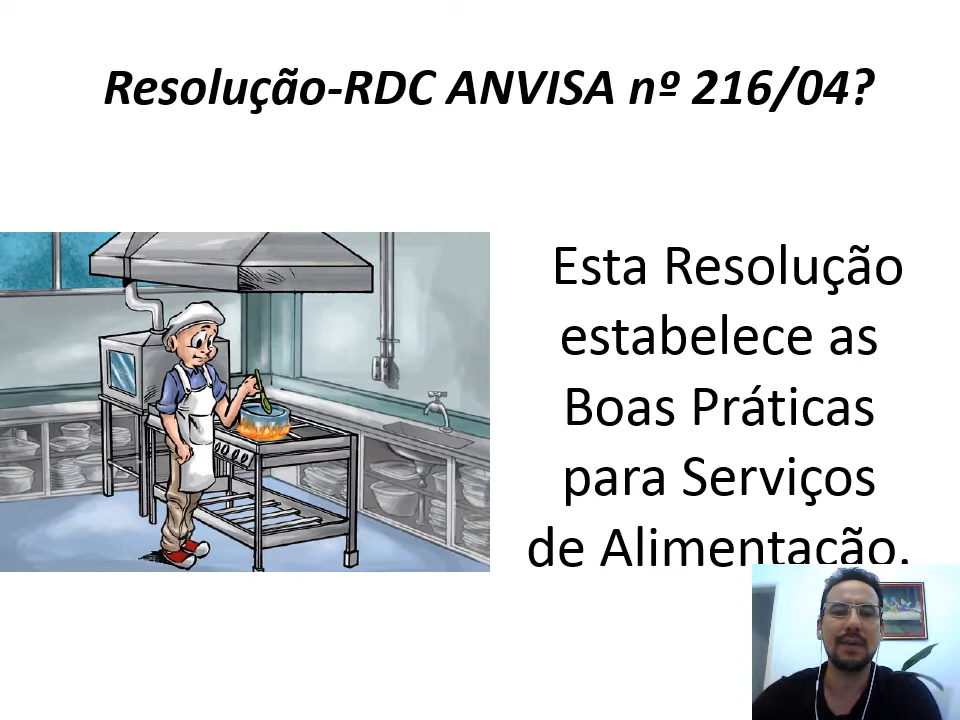 Resolução-RDC ANVISA nº 216/04?
Esta Resolução
estabelece as
Boas Práticas
para Serviços
de Alimentação.